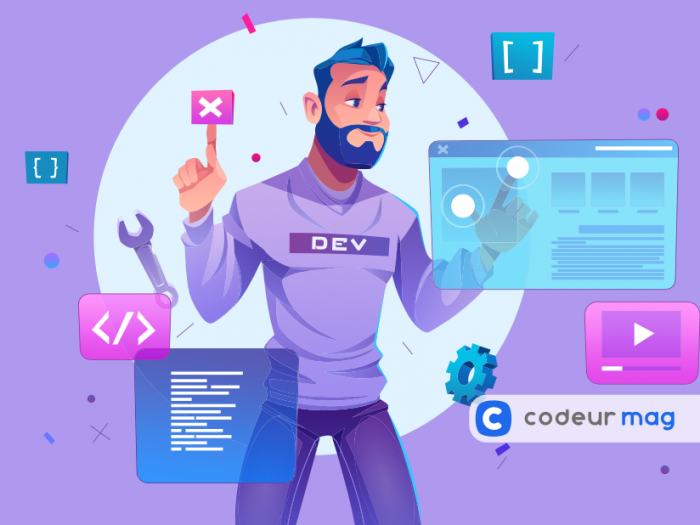 [ ]
{ }
DEV
</>
codeur mag